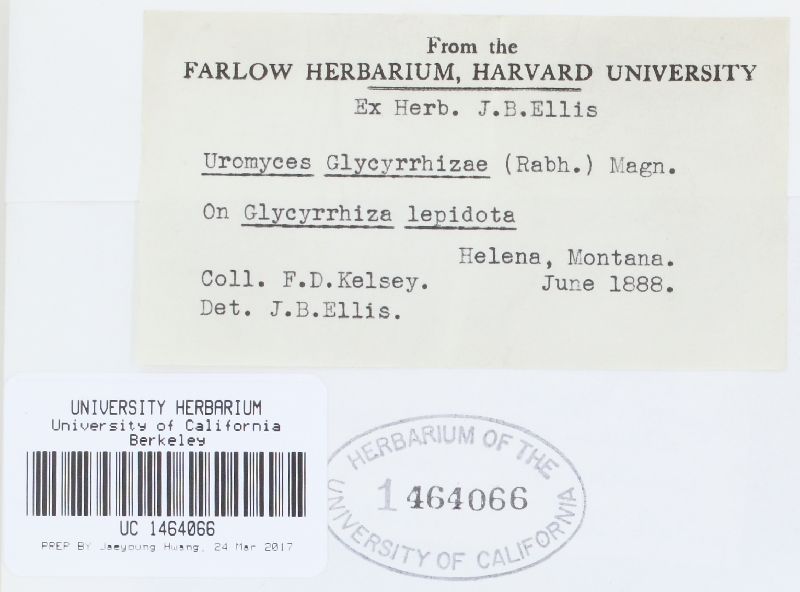 From the
FARLOW HERBARIUM, HARVARD UNIVERSITY
Ex Herb. J.B.Ellis
Uromyces Glycyrrhizae (Rabh.) Magn.
On Glycyrrhiza lepidota
Helena, Montana.
Coll. F.D.Kelsey. June 1888.
Det. J.B.Ellis.
UNIVERSITY HERBARIUM
University of California
Berkeley
UC 1464066
PREP BY Jaeyoung Hwang, 24 Mar 2017
HERBARIUM OF THE
1464066
UNIVERSITY OF CALIFORNIA